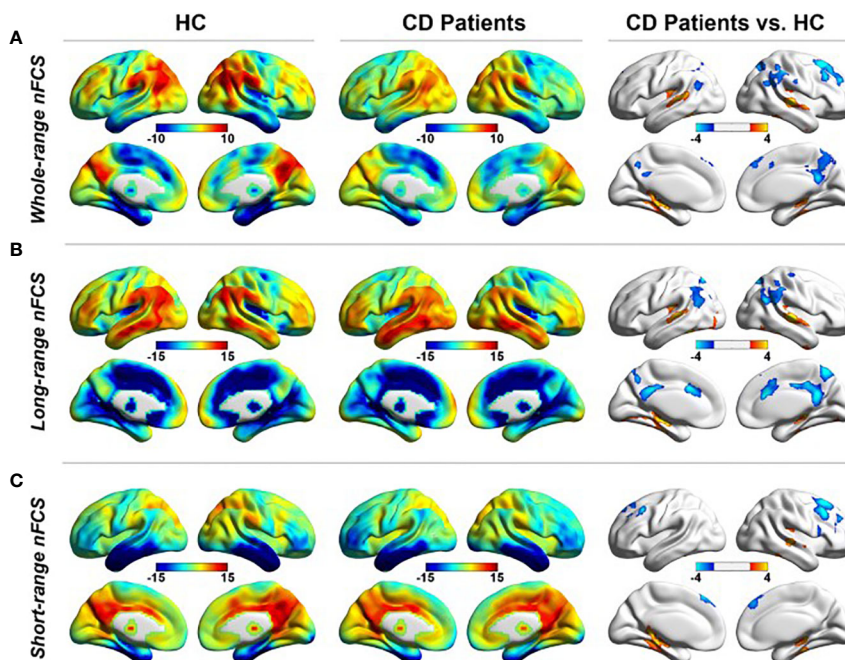 HC CD Patients CD Patients vs. HC
A
Whole-range nFCS
-10 10 -10 10 -4 4
B
Long-range nFCS
-15 15 -15 15 -4 4
C
Short-range nFCS
-15 15 -15 15 -4 4